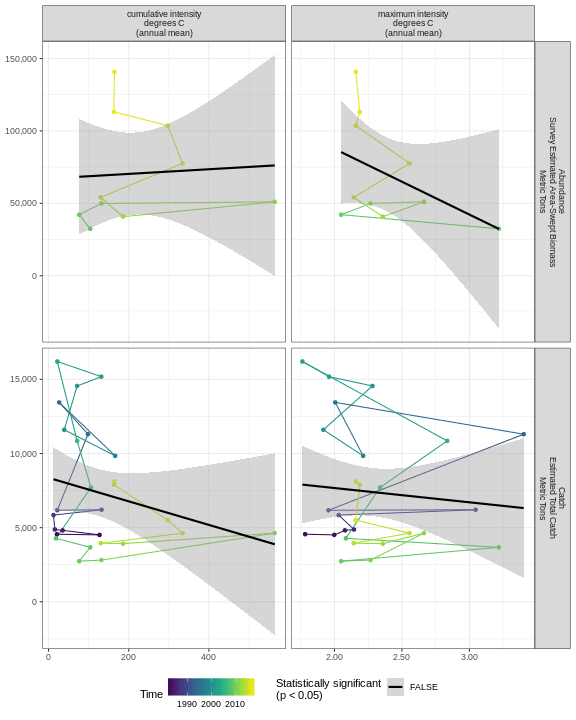 cumulative intensity
degrees C
(annual mean)
maximum intensity
degrees C
(annual mean)
150,000
100,000
50,000
0
Abundance
Survey Estimated Area-Swept Biomass
Metric Tons
15,000
10,000
5,000
0
Catch
Estimated Total Catch
Metric Tons
0 200 400
2.00 2.50 3.00
Time
1990 2000 2010
Statistically significant
(p < 0.05)
FALSE